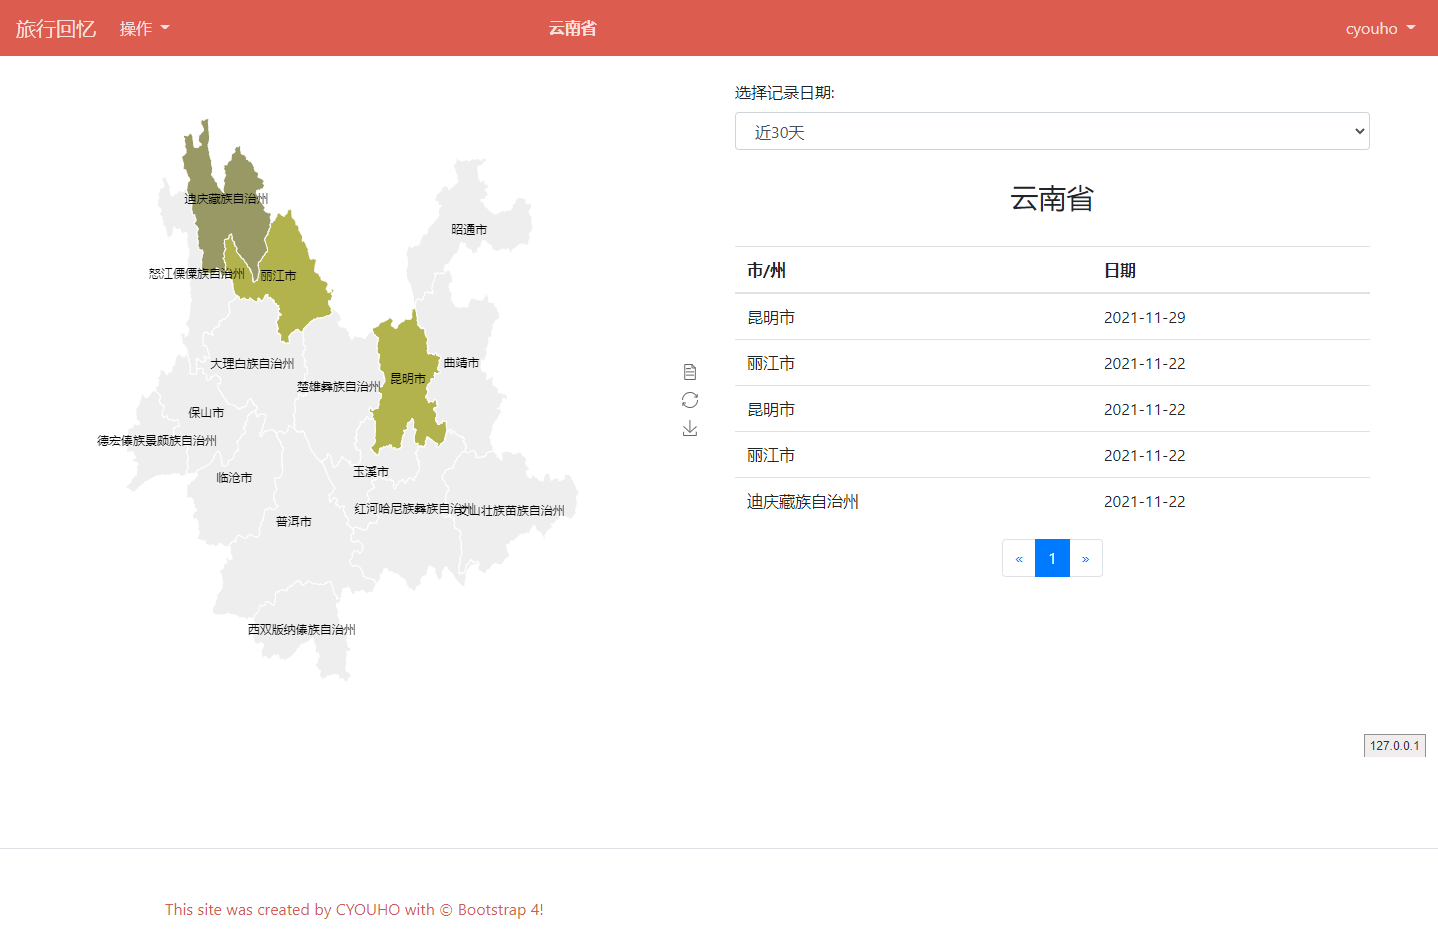 旅行回忆 操作 云南省 cyouho
迪庆藏族自治州
昭通市
怒江傈僳族自治州
丽江市
大理白族自治州
曲靖市
昆明市
楚雄彝族自治州
保山市
德宏傣族景颇族自治州
玉溪市
临沧市
红河哈尼族彝族自治州
文山壮族苗族自治州
普洱市
西双版纳傣族自治州
选择记录日期:
近30天
云南省
市/州 日期
昆明市 2021-11-29
丽江市 2021-11-22
昆明市 2021-11-22
丽江市 2021-11-22
迪庆藏族自治州 2021-11-22
« 1 »
127.0.0.1
This site was created by CYOUHO with © Bootstrap 4!